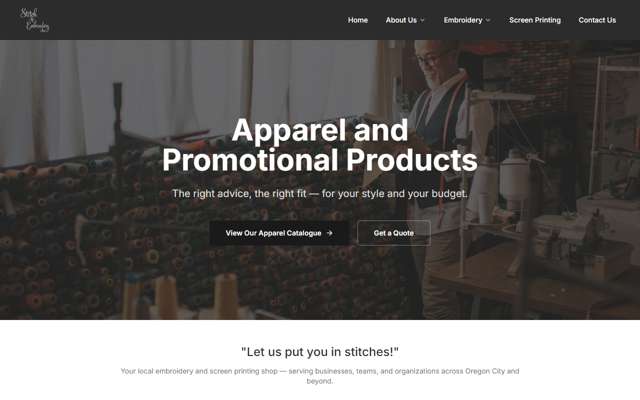 Home
About Us
Embroidery
Screen Printing
Contact Us
Apparel and
Promotional Products
The right advice, the right fit — for your style and your budget.
View Our Apparel Catalogue
Get a Quote
"Let us put you in stitches!"
Your local embroidery and screen printing shop — serving businesses, teams, and organizations across Oregon City and
beyond.